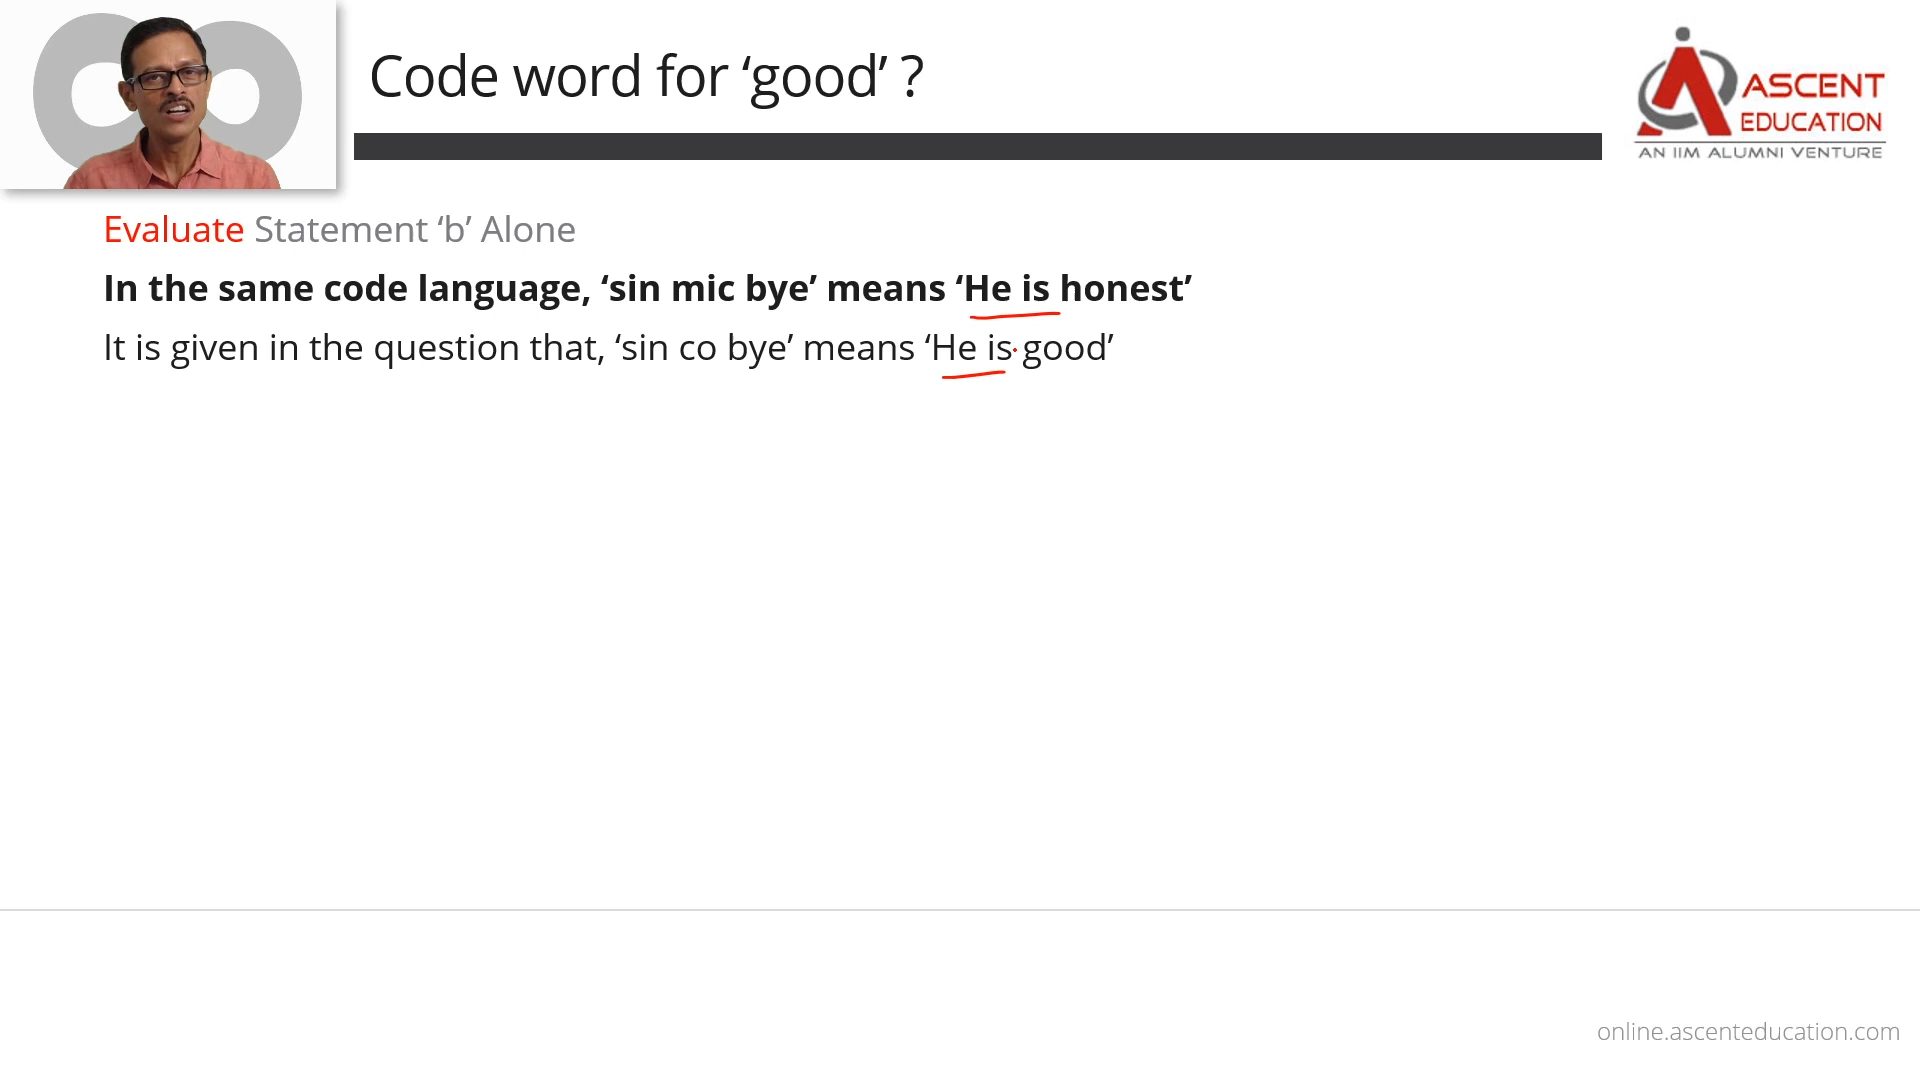 Code word for ‘good’ ?
ASCENT
EDUCATION
AN IIM ALUMNI VENTURE
Evaluate Statement ‘b’ Alone
In the same code language, ‘sin mic bye’ means ‘He is honest’
It is given in the question that, ‘sin co bye’ means ‘He is good’
online.ascenteducation.com